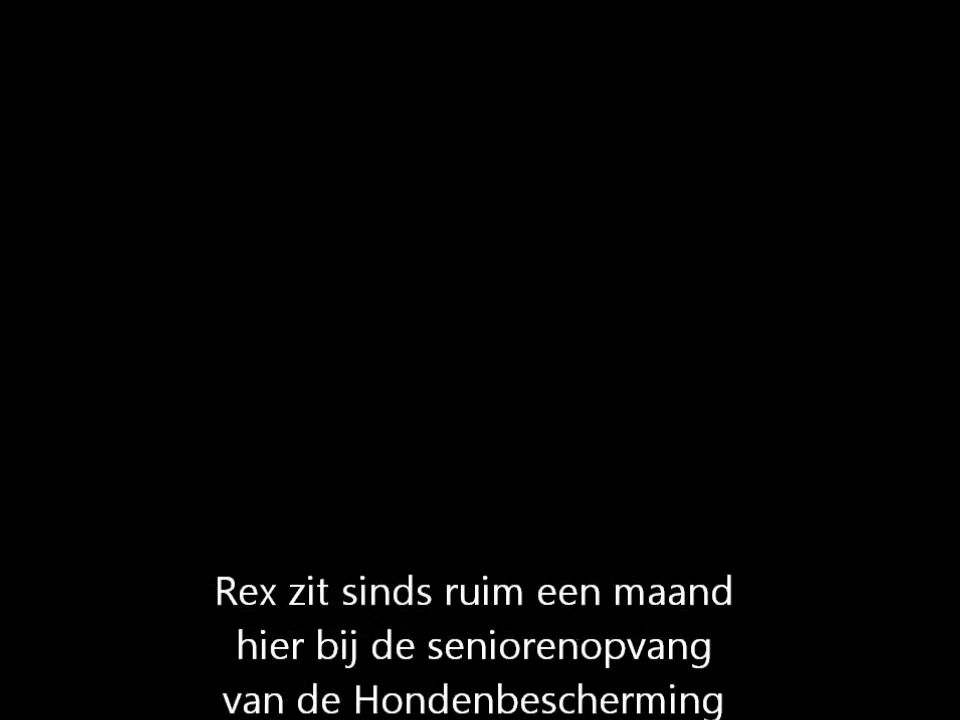 Rex zit sinds ruim een maand
hier bij de seniorenopvang
van de Hondenbescherming